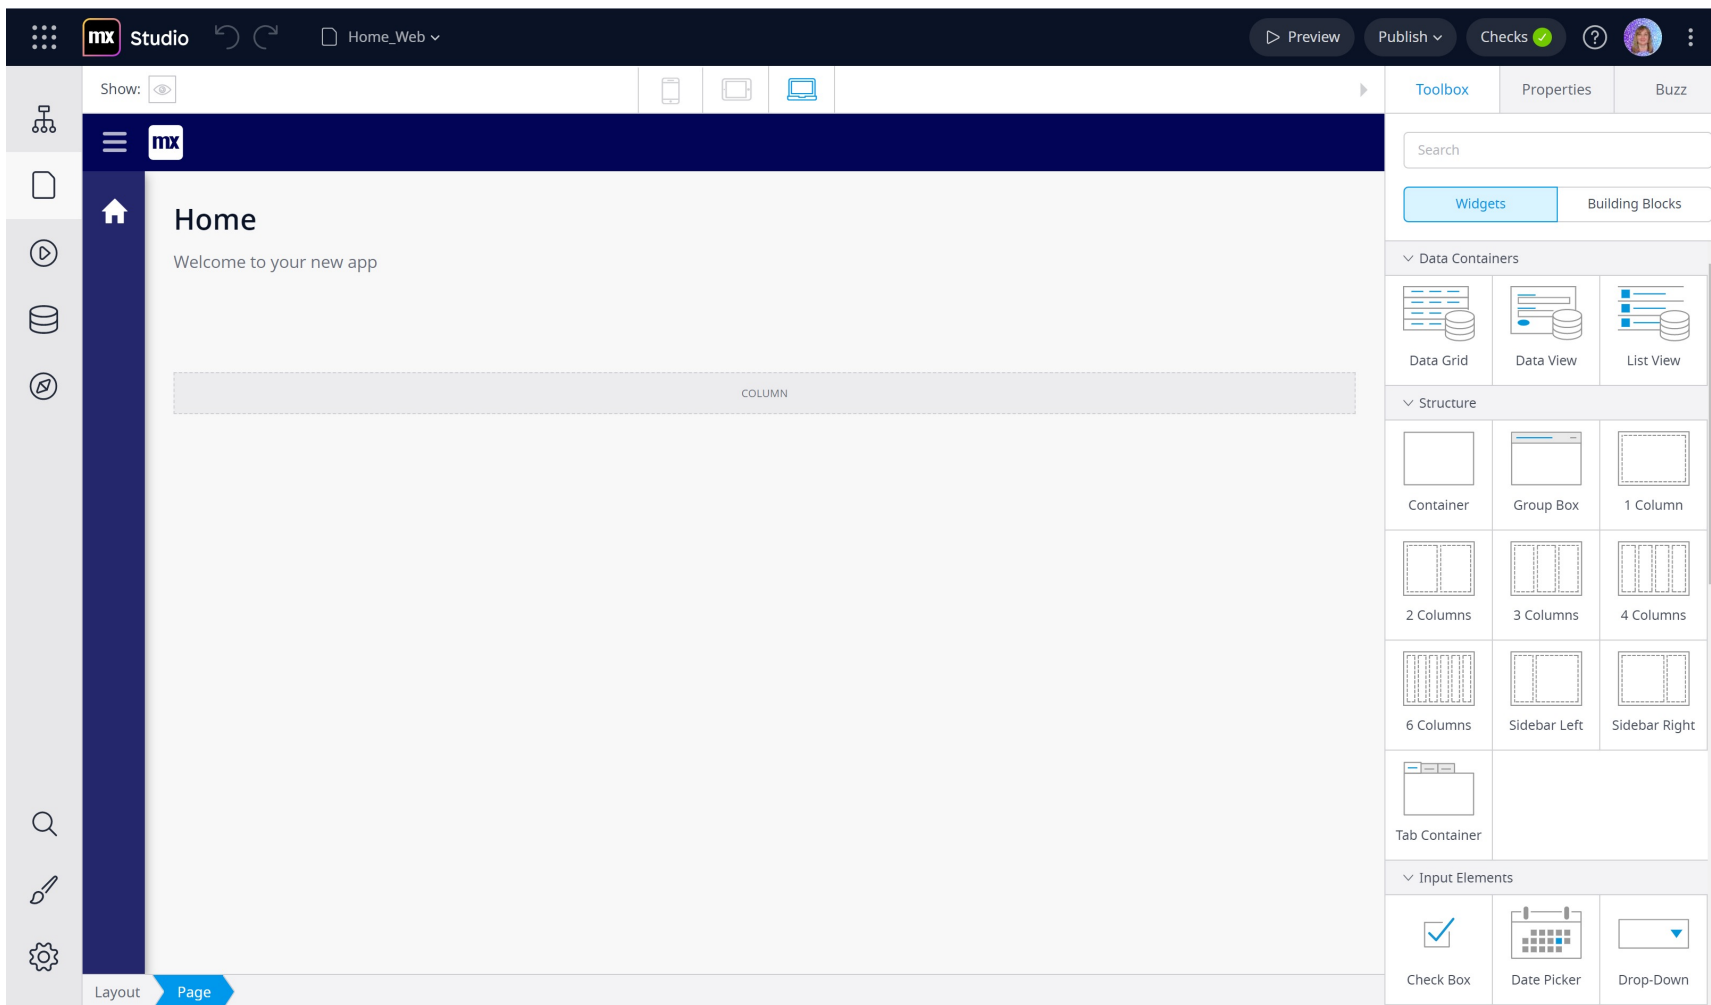 mx Studio Home_Web Preview Publish Checks ?
Show:
Toolbox Properties Buzz
mx
Search
Widgets Building Blocks
Home
Welcome to your new app
COLUMN
Data Containers
Data Grid Data View List View
Structure
Container Group Box 1 Column
2 Columns 3 Columns 4 Columns
6 Columns Sidebar Left Sidebar Right
Tab Container
Input Elements
Check Box Date Picker Drop-Down
Layout Page